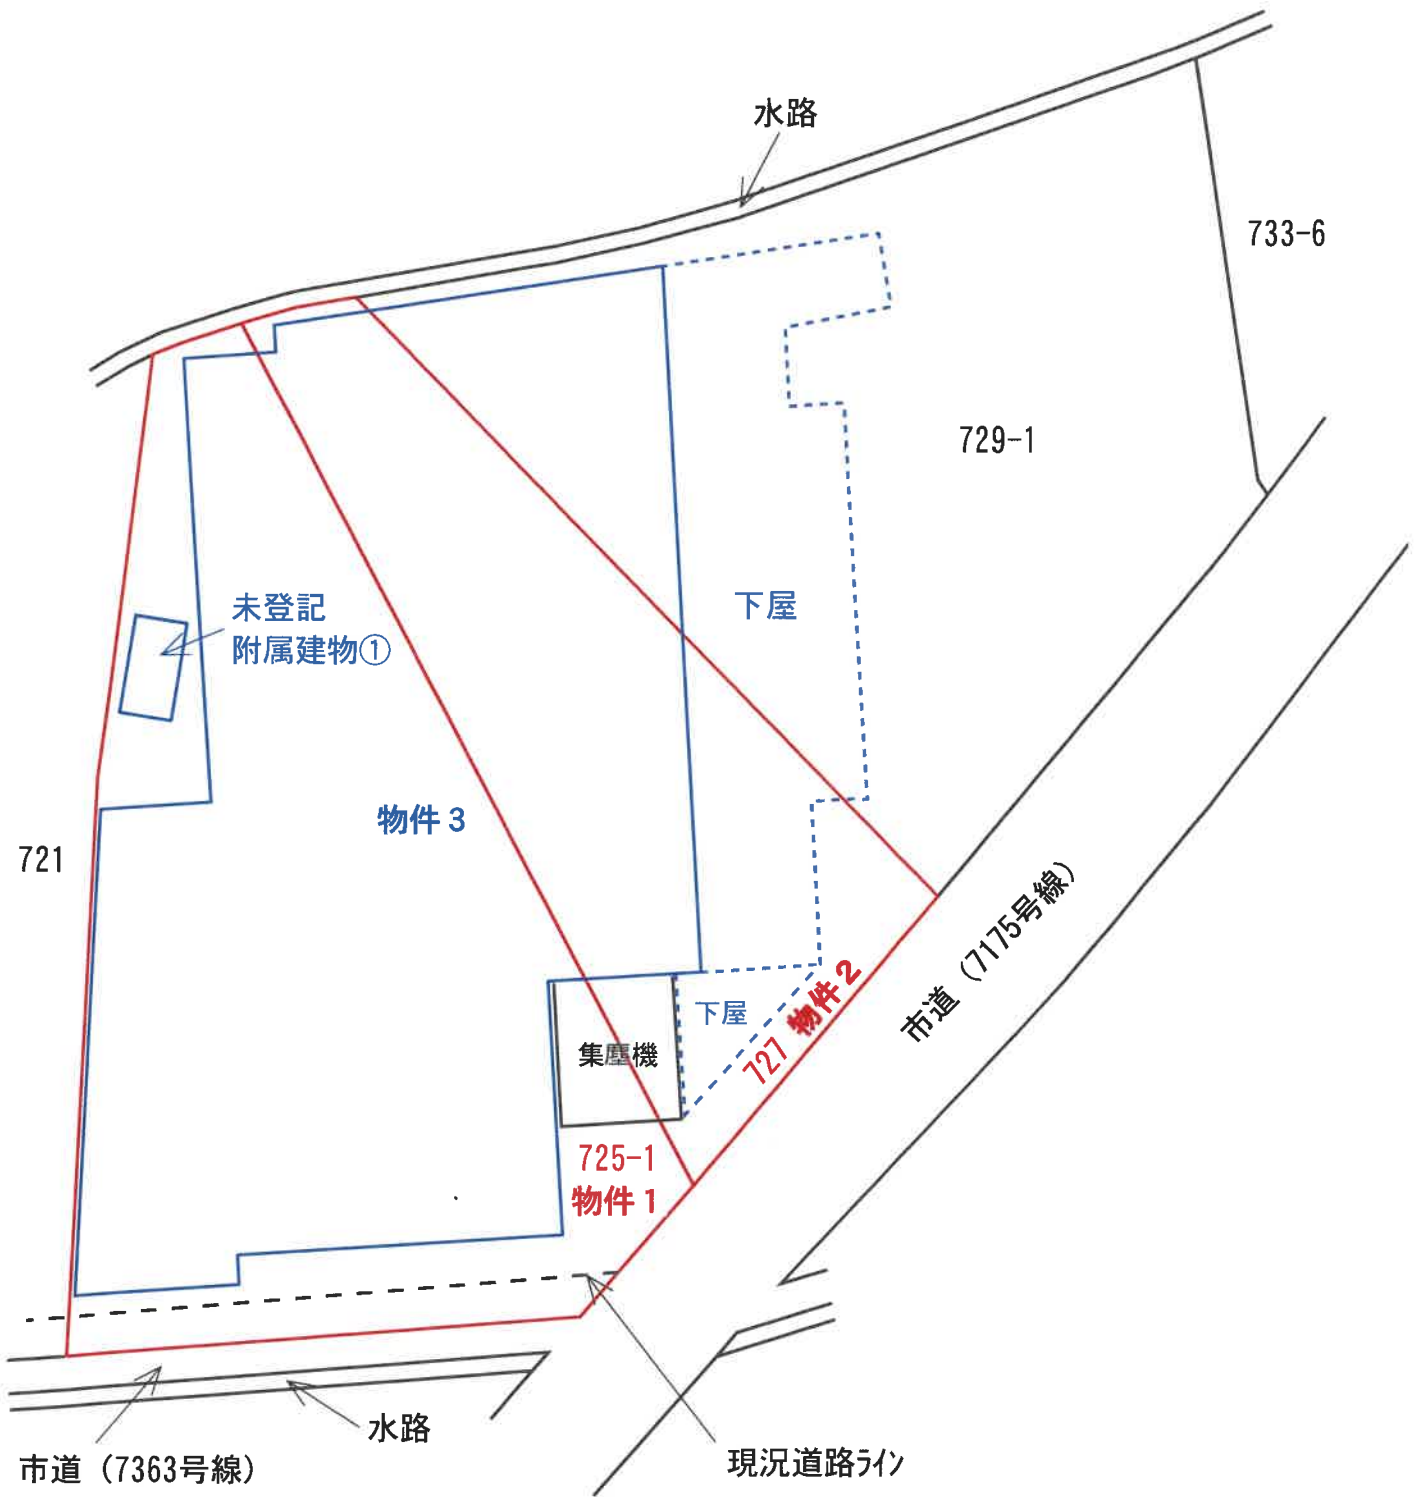 水路
733-6
729-1
未登記
附属建物①
下屋
物件3
721
市道(7175号線)
下屋
727 物件2
集塵機
725-1
物件1
水路
市道(7363号線)
現況道路ライン